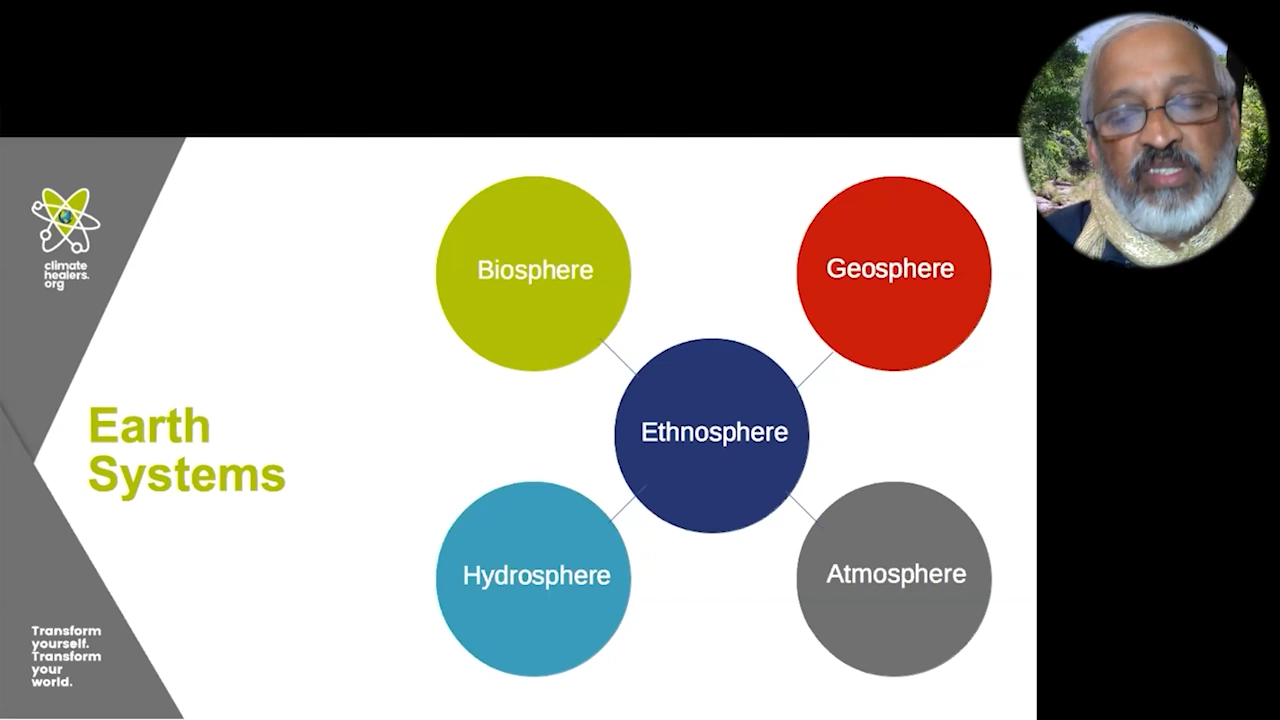 climate
healers.
org
Earth
Systems
Transform
yourself.
Transform
your
world.
Biosphere
Geosphere
Ethnosphere
Hydrosphere
Atmosphere